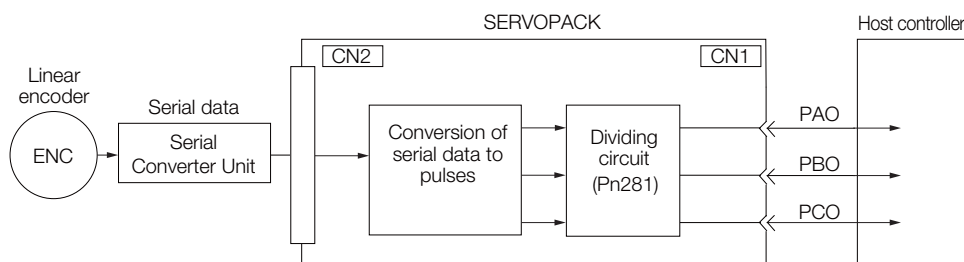 SERVOPACK
Host controller
CN2
CN1
Linear
encoder
Serial data
ENC
Serial
Converter Unit
Conversion of
serial data to
pulses
Dividing
circuit
(Pn281)
PAO
PBO
PCO